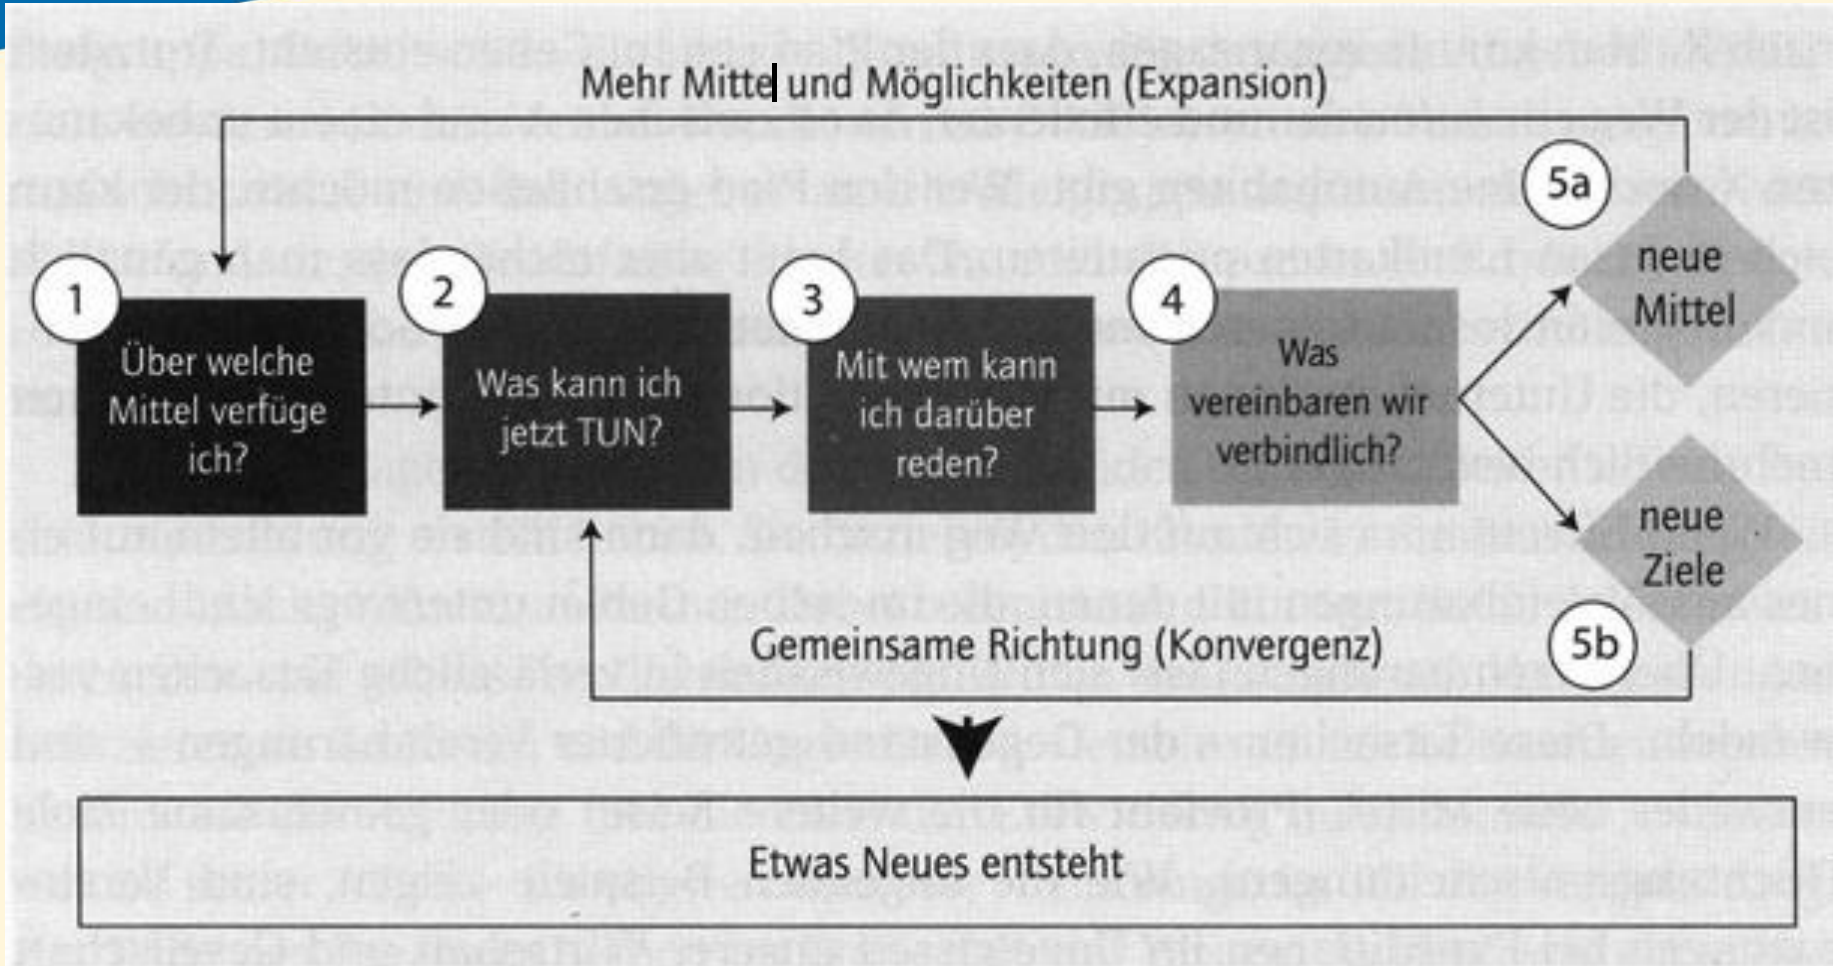 Mehr Mittel und Möglichkeiten (Expansion)
1
Über welche
Mittel verfüge
ich?
2
Was kann ich
jetzt TUN?
3
Mit wem kann
ich darüber
reden?
4
Was
vereinbaren wir
verbindlich?
5a
neue
Mittel
neue
Ziele
5b
Gemeinsame Richtung (Konvergenz)
Etwas Neues entsteht